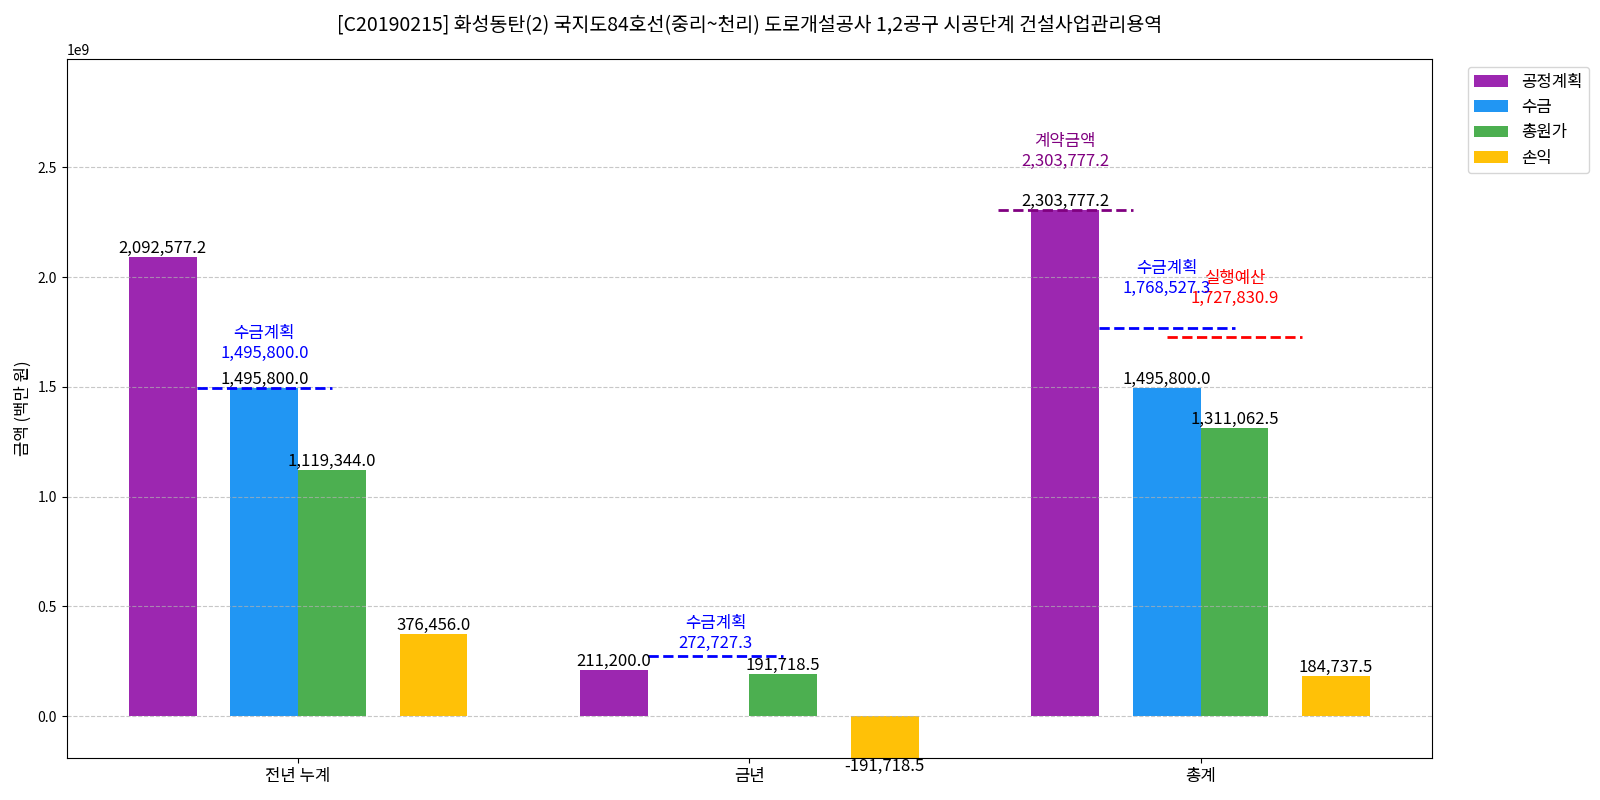 [C20190215] 화성동탄(2) 국지도84호선(중리~천리) 도로개설공사 1,2공구 시공단계 건설사업관리용역
1e9
금액 (백만 원)
2.5
2.0
1.5
1.0
0.5
0.0
2,092,577.2
수금계획
1,495,800.0
1,495,800.0
1,119,344.0
376,456.0
211,200.0
수금계획
272,727.3
191,718.5
-191,718.5
계약금액
2,303,777.2
2,303,777.2
수금계획
1,768,527.3
실행예산
1,727,830.9
1,495,800.0
1,311,062.5
184,737.5
전년 누계
금년
총계
공정계획
수금
총원가
손익